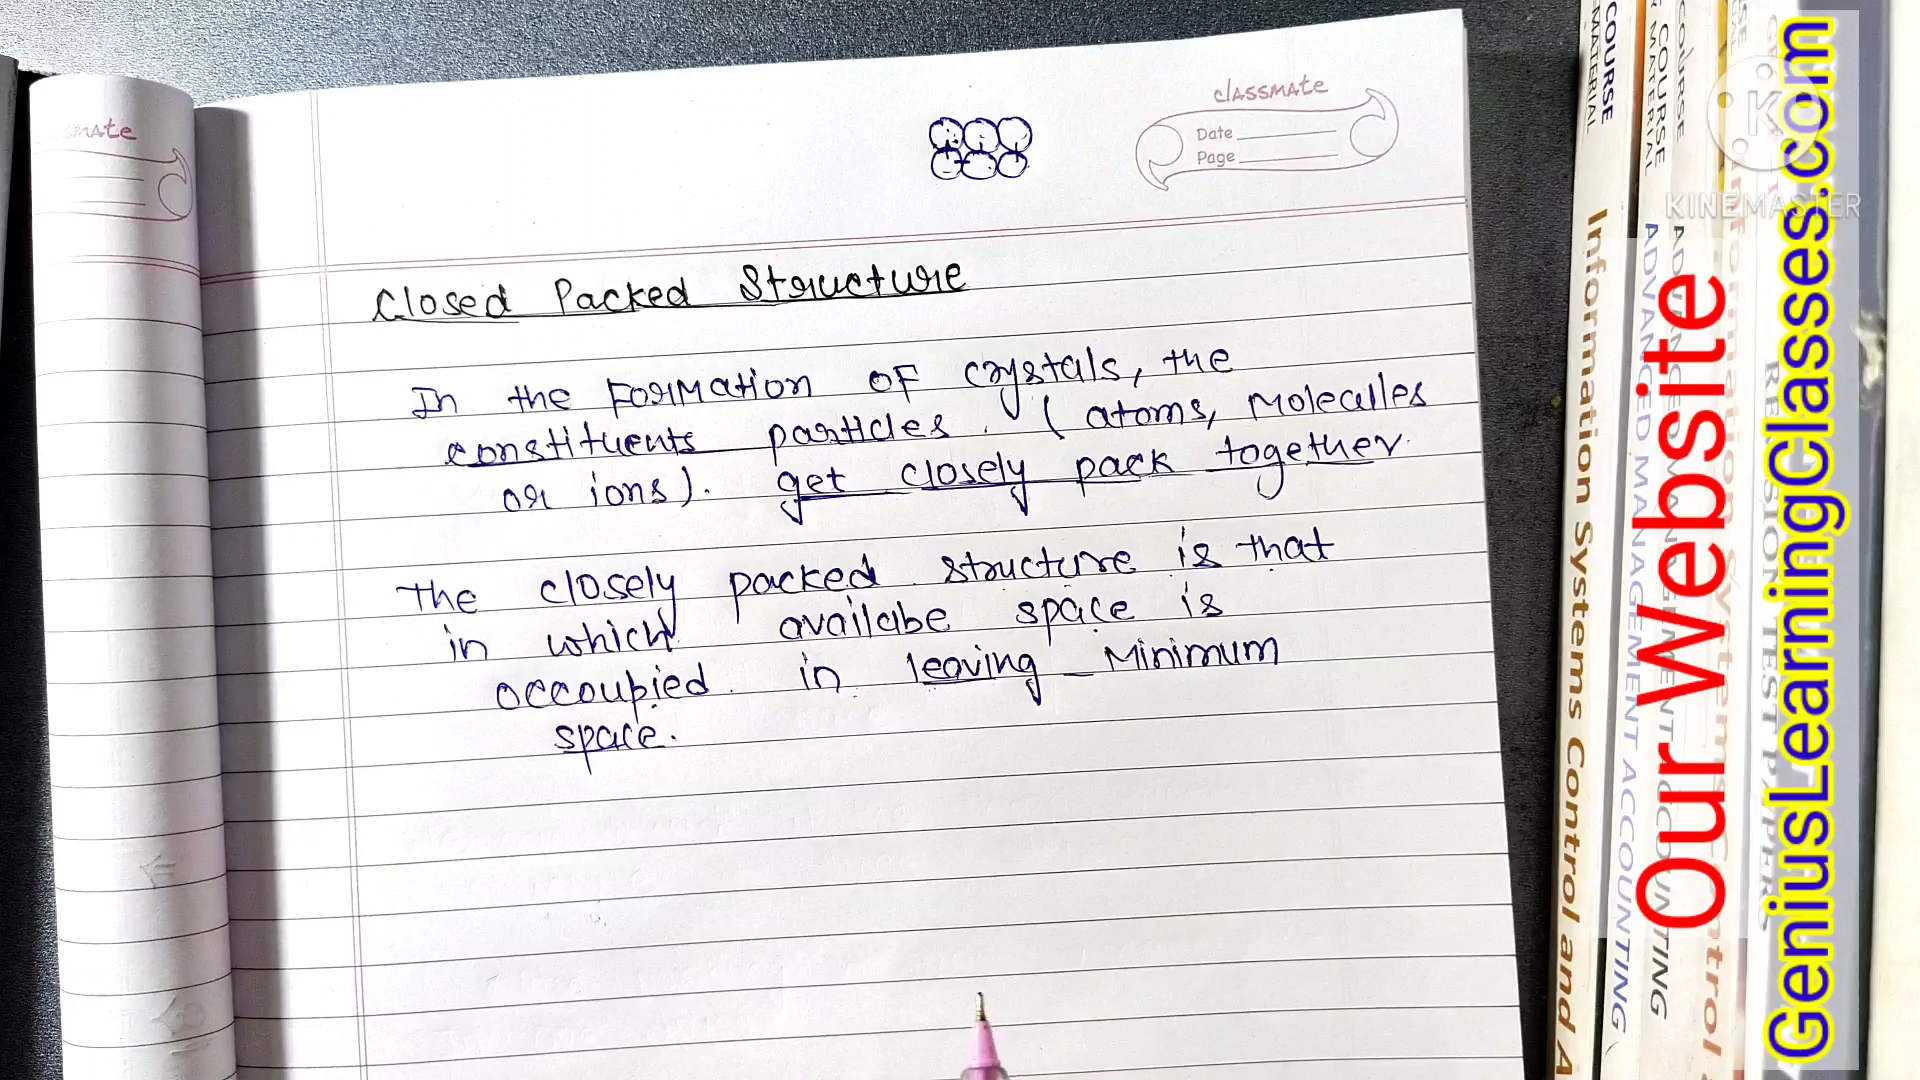 classmate
Date
Page
Closed Packed Structure
In the Formation of crystals, the
constituents particles. (atoms, Molecules
or ions). get closely pack together.
The closely packed structure is that
in which availabe space is
occoupied in leaving Minimum
space.
Our Website
GeniusLearningClasses.com
KINEMASTER
COURSE
MATERIAL
COURSE
MATERIAL
Information Systems Control and A
ADVANCED MANAGEMENT ACCOUNTING